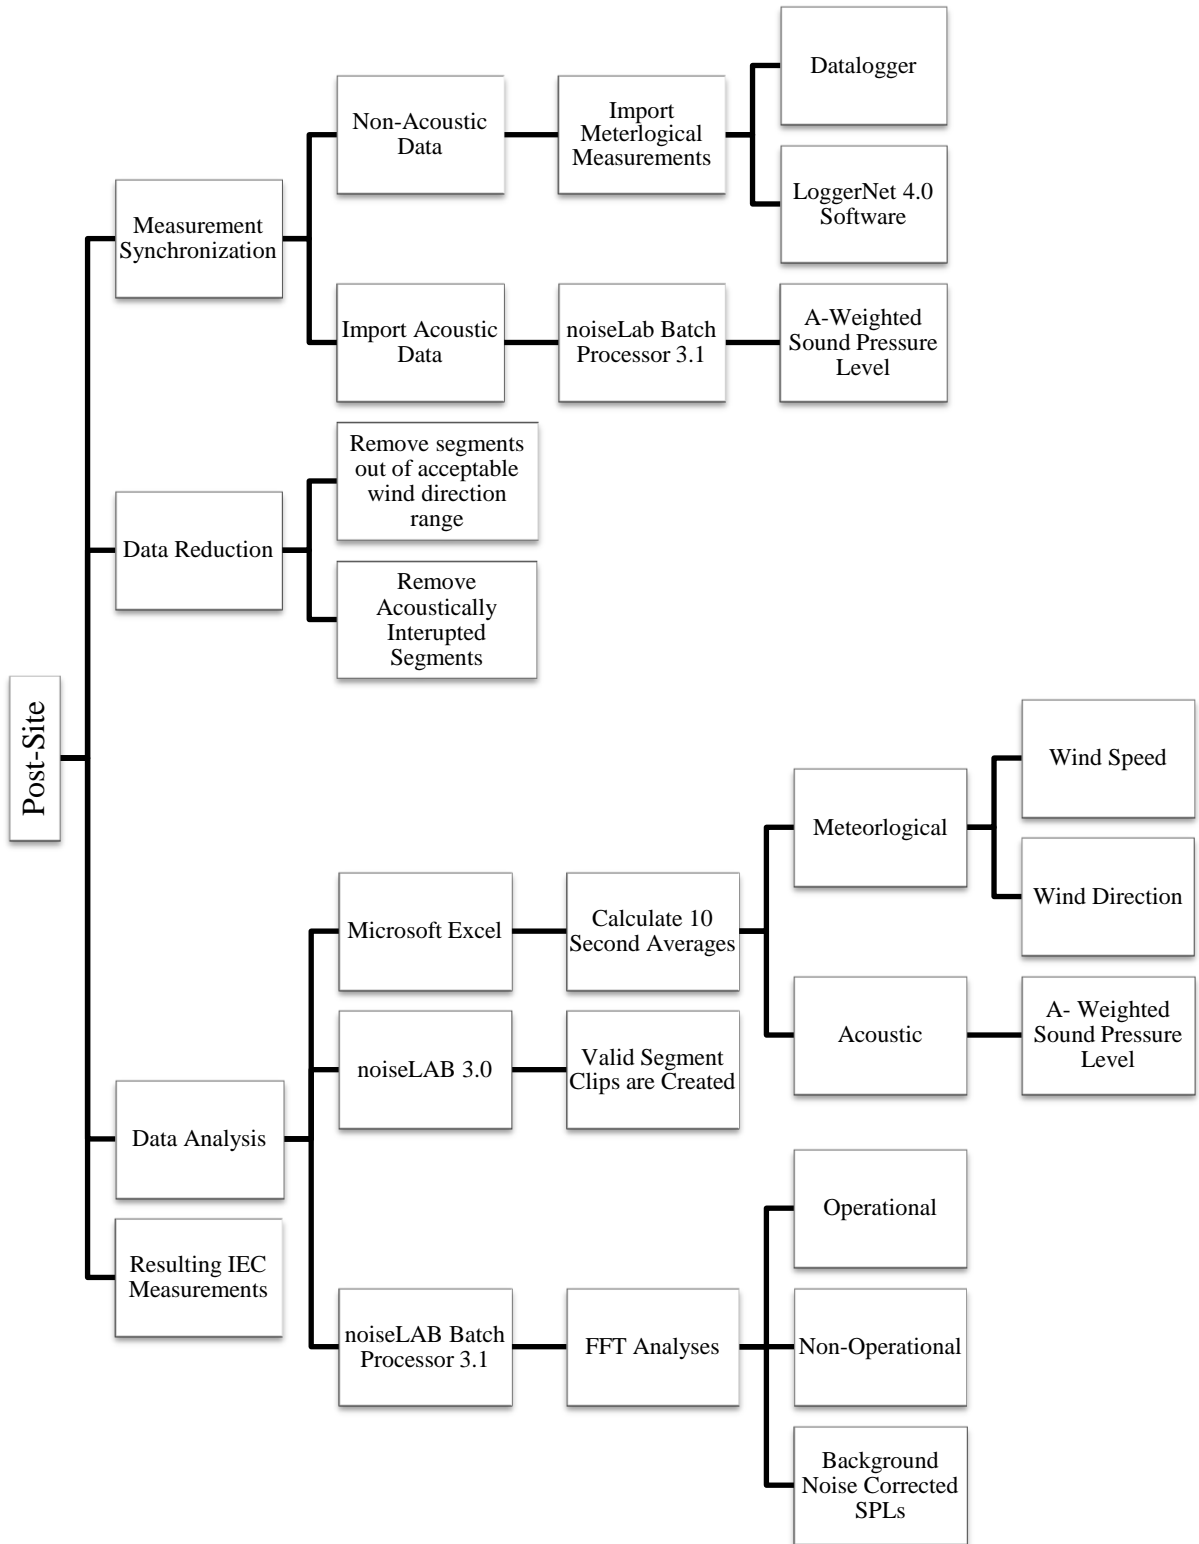 Post-Site
Measurement
Synchronization
Non-Acoustic
Data
Import
Meterlogical
Measurements
Datalogger
LoggerNet 4.0
Software
Import Acoustic
Data
noiseLab Batch
Processor 3.1
A-Weighted
Sound Pressure
Level
Data Reduction
Remove segments
out of acceptable
wind direction
range
Remove
Acoustically
Interupted
Segments
Data Analysis
Microsoft Excel
Calculate 10
Second Averages
Meteorlogical
Wind Speed
Wind Direction
Acoustic
A- Weighted
Sound Pressure
Level
noiseLAB 3.0
Valid Segment
Clips are Created
noiseLAB Batch
Processor 3.1
FFT Analyses
Operational
Non-Operational
Background
Noise Corrected
SPLs
Resulting IEC
Measurements